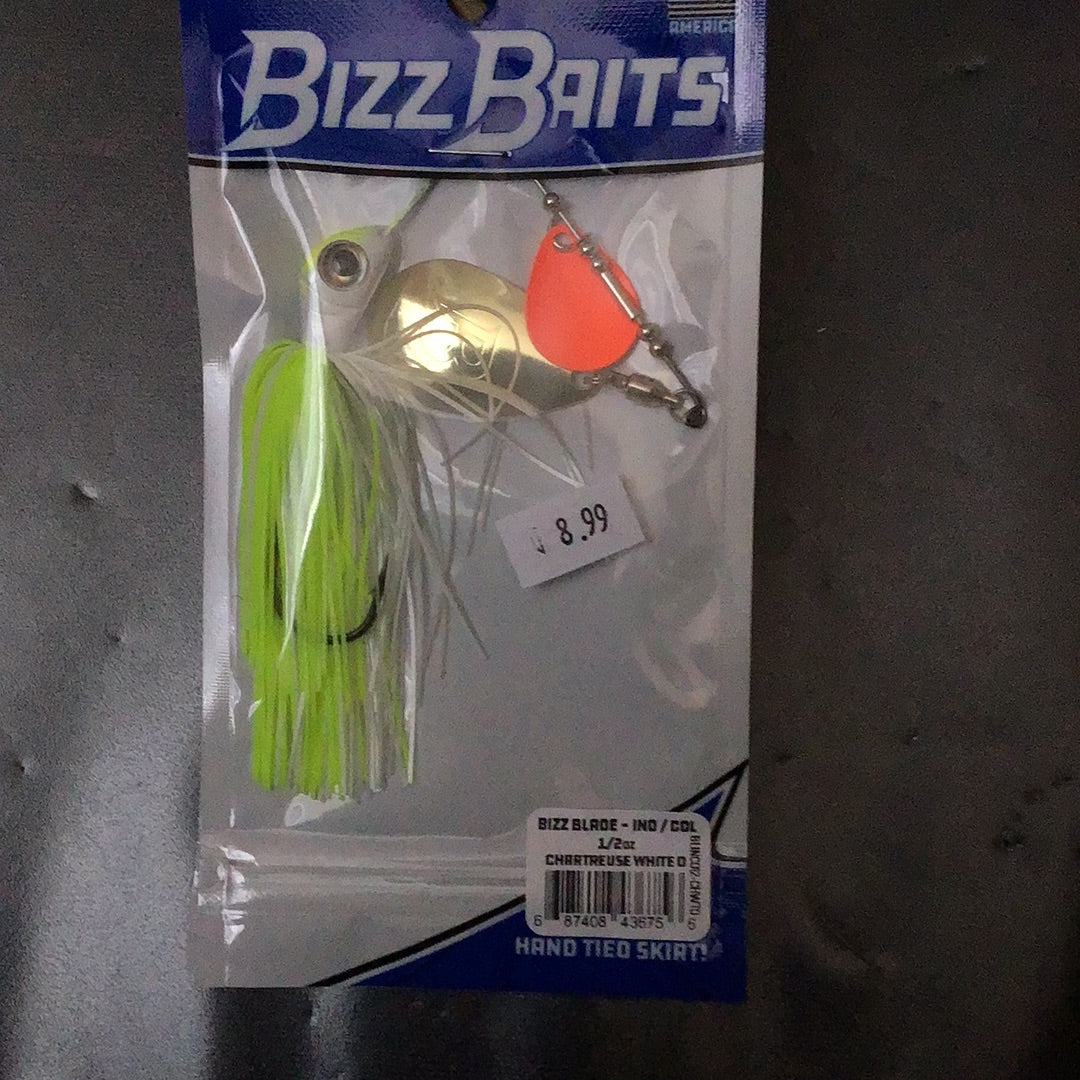 AMERICA
BIZZ BAITS
8.99
BIZZ BLADE - IND / COL
1/2oz
CHARTREUSE WHITE O
6 87408 43675 6
HAND TIED SKIRT!